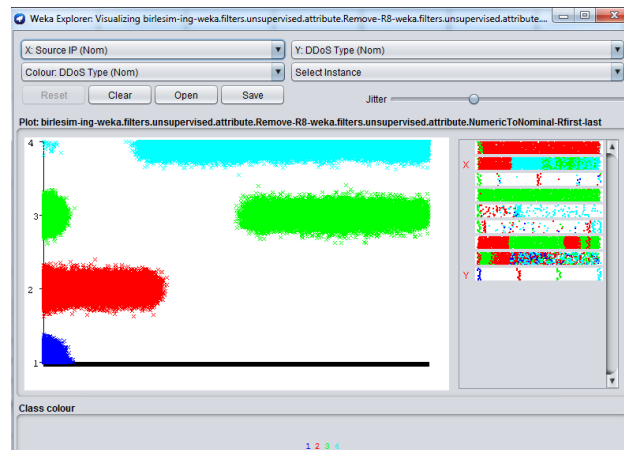 Weka Explorer: Visualizing birlesim-ing-weka.filters.unsupervised.attribute.Remove-R8-weka.filters.unsupervised.attribute....
X: Source IP (Nom) Y: DDoS Type (Nom)
Colour: DDoS Type (Nom) Select Instance
Reset Clear Open Save Jitter
Plot: birlesim-ing-weka.filters.unsupervised.attribute.Remove-R8-weka.filters.unsupervised.attribute.NumericToNominal-Rfirst-last
4
X
3
2
Y
1
Class colour
1 2 3 4